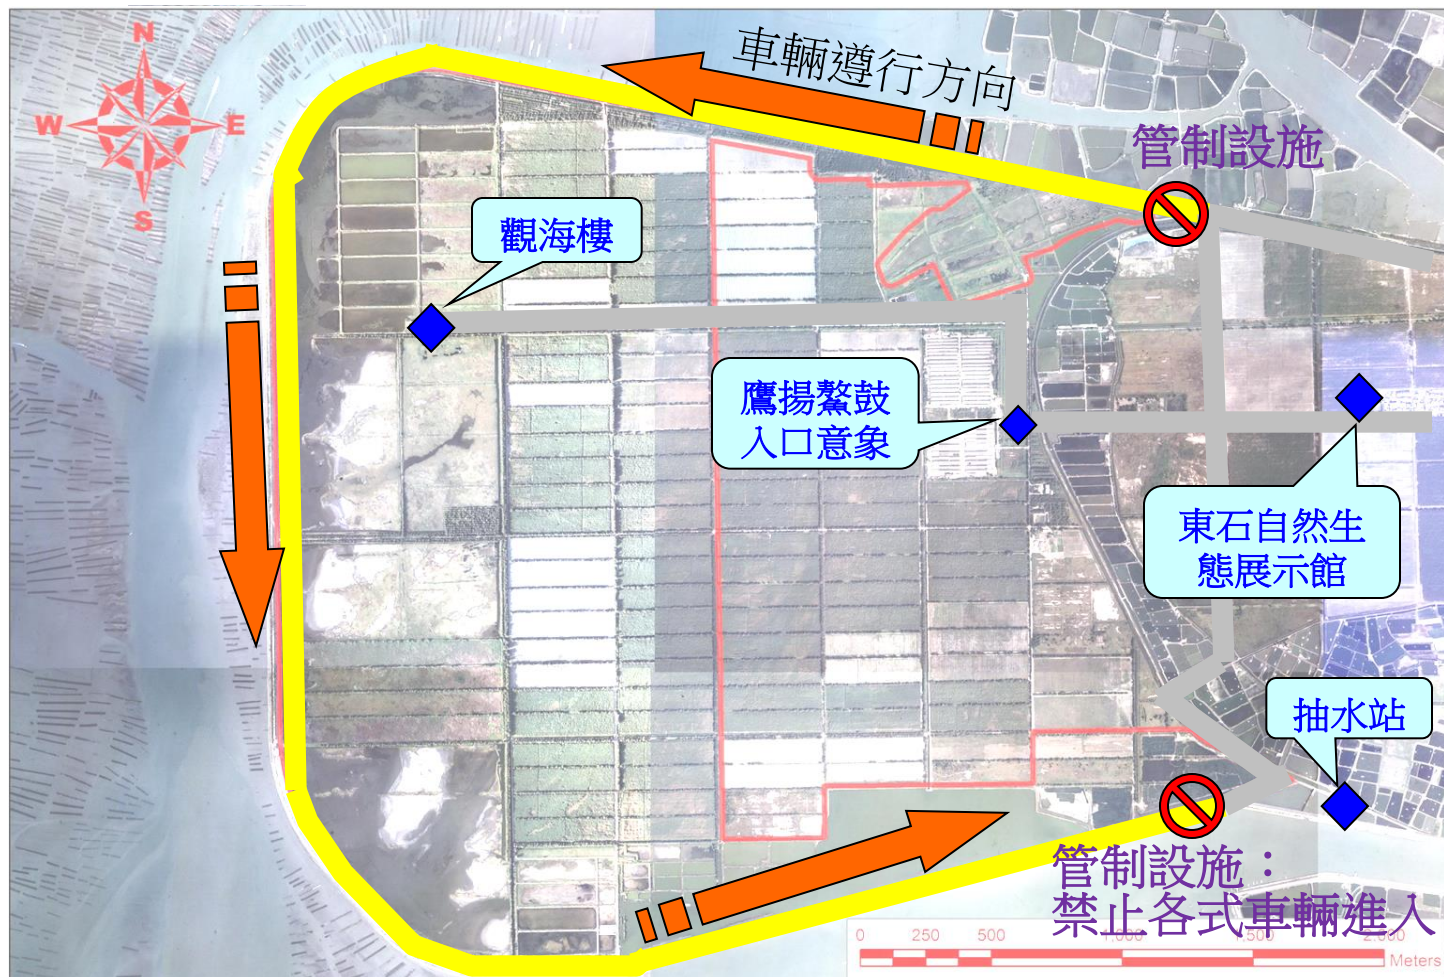 車輛遵行方向
N
W
E
S
管制設施
觀海樓
鷹揚鰲鼓
入口意象
東石自然生
態展示館
抽水站
管制設施：
禁止各式車輛進入
0 250 500 1,000 1,500 2,000
Meters